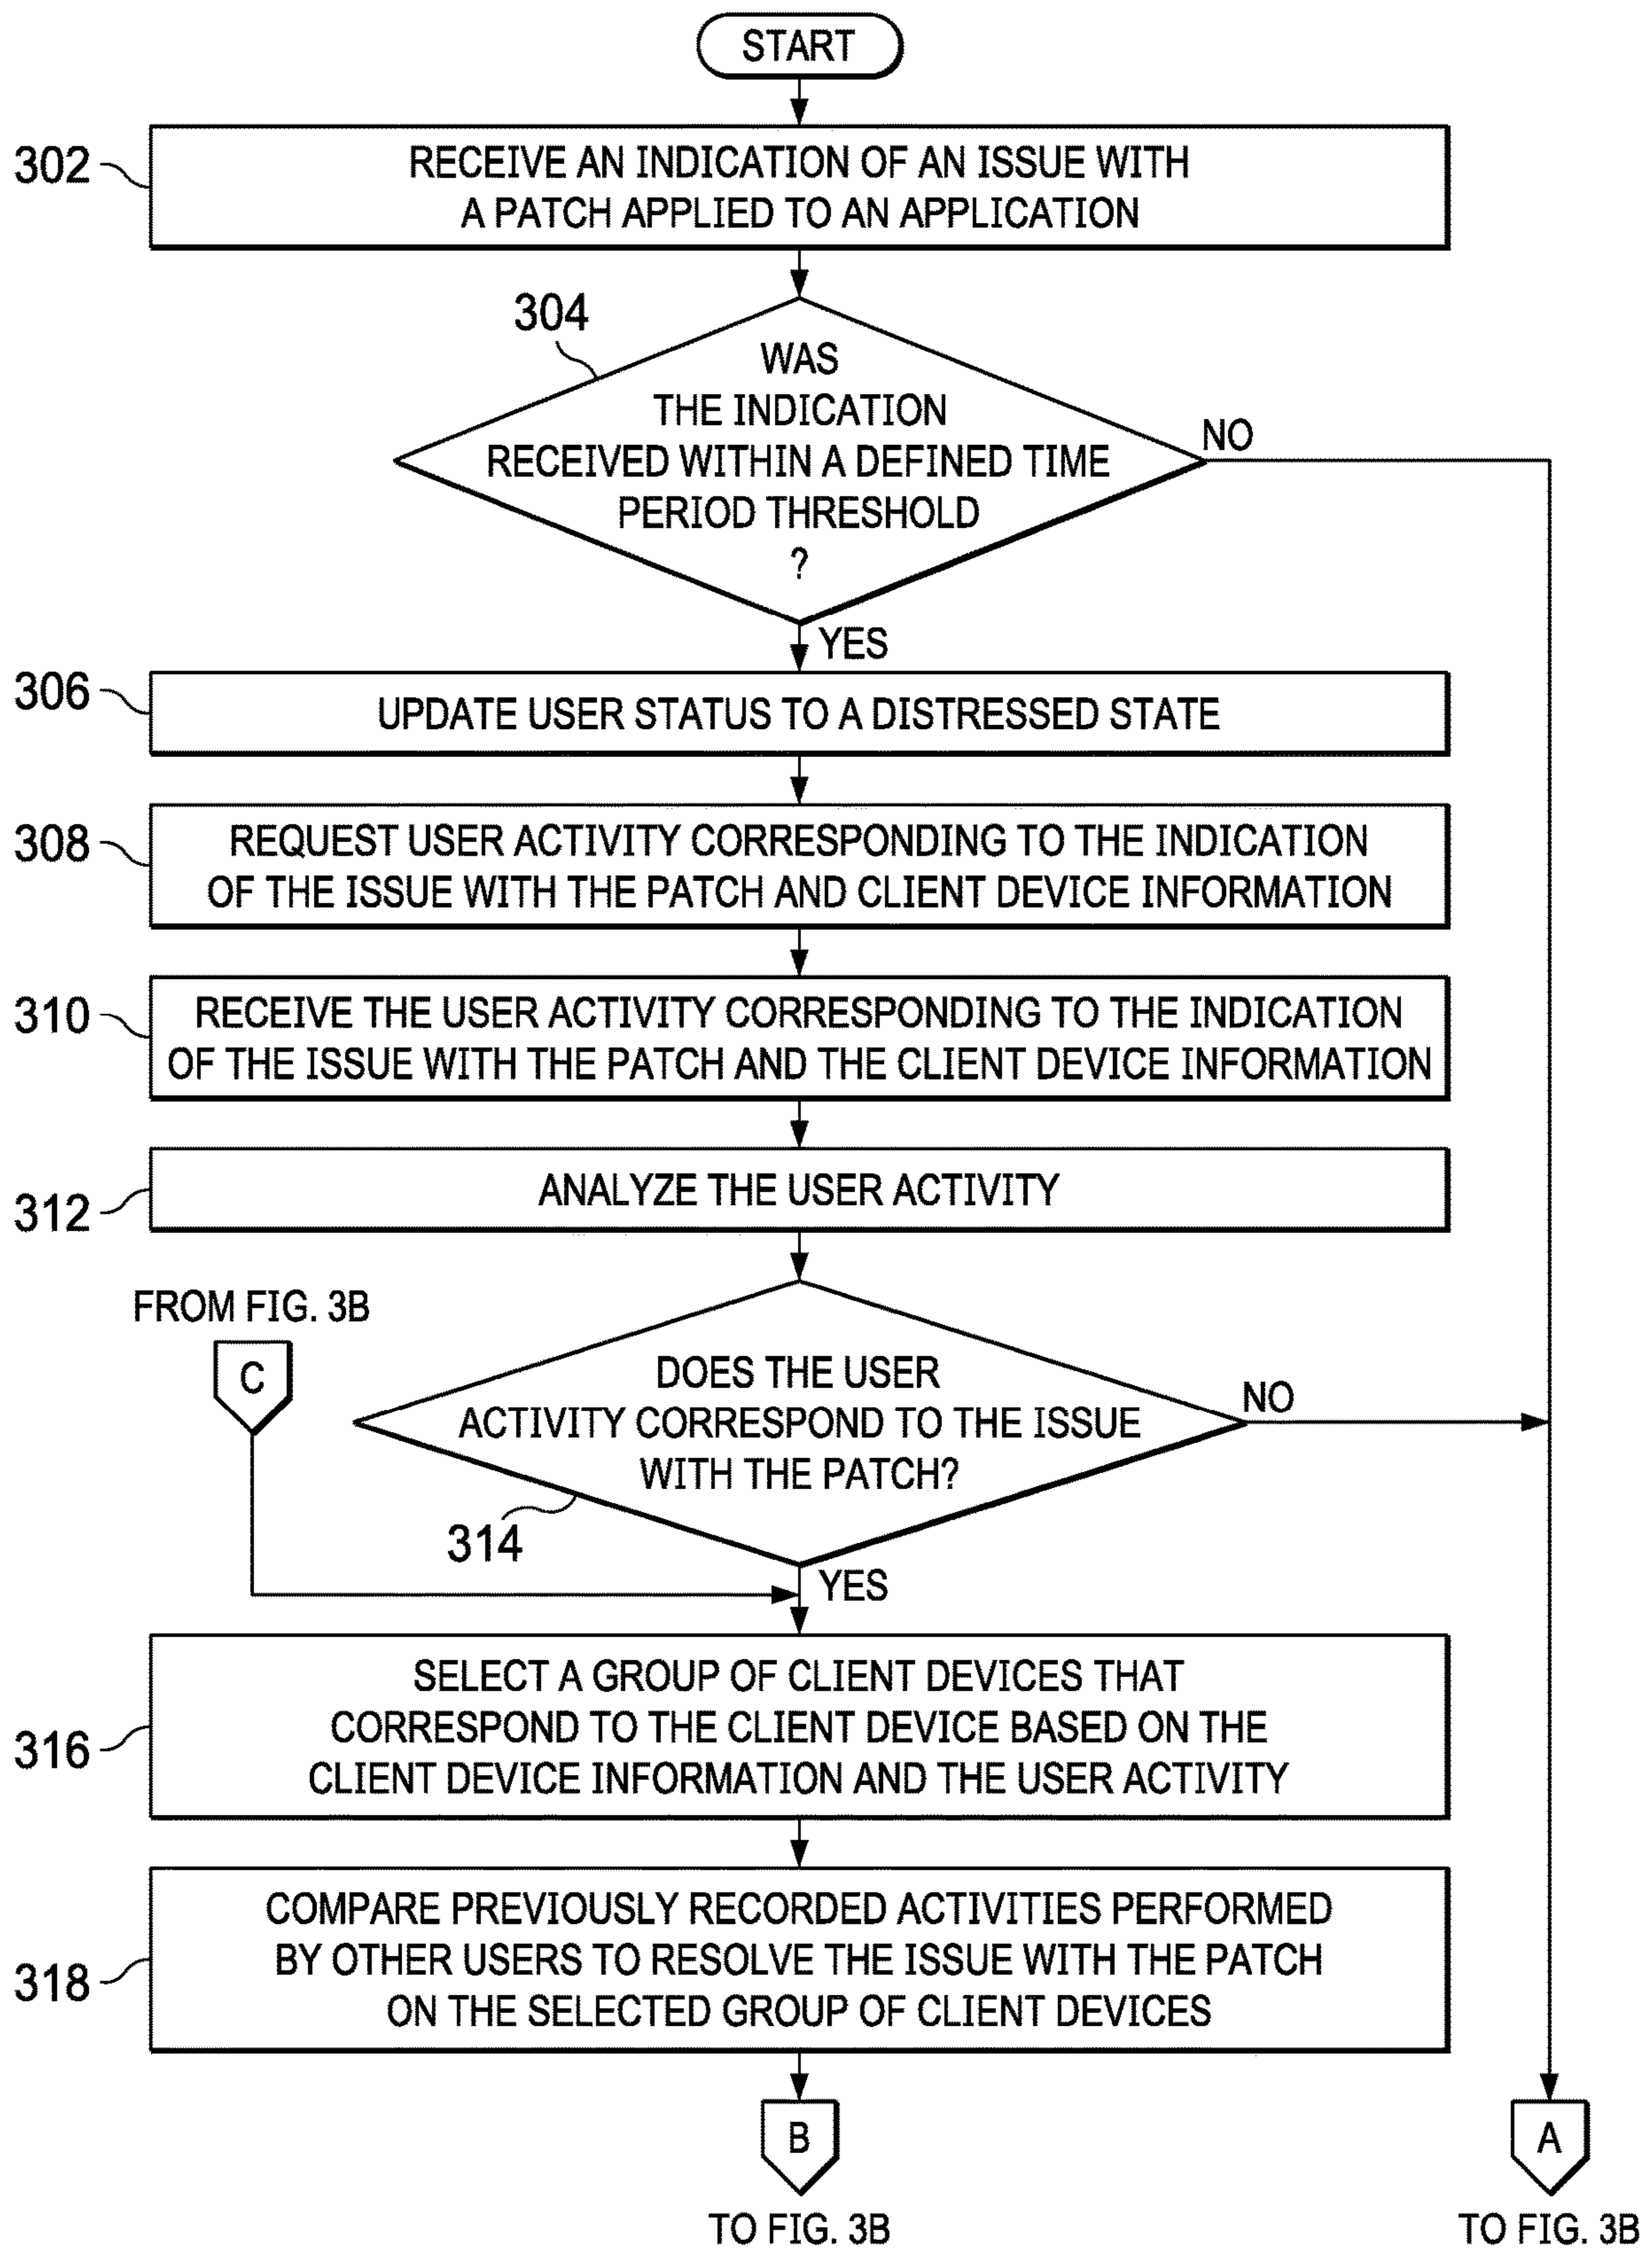 START
302
RECEIVE AN INDICATION OF AN ISSUE WITH
A PATCH APPLIED TO AN APPLICATION
304
WAS
THE INDICATION
RECEIVED WITHIN A DEFINED TIME
PERIOD THRESHOLD
?
NO
YES
306
UPDATE USER STATUS TO A DISTRESSED STATE
308
REQUEST USER ACTIVITY CORRESPONDING TO THE INDICATION
OF THE ISSUE WITH THE PATCH AND CLIENT DEVICE INFORMATION
310
RECEIVE THE USER ACTIVITY CORRESPONDING TO THE INDICATION
OF THE ISSUE WITH THE PATCH AND THE CLIENT DEVICE INFORMATION
312
ANALYZE THE USER ACTIVITY
FROM FIG. 3B
C
DOES THE USER
ACTIVITY CORRESPOND TO THE ISSUE
WITH THE PATCH?
NO
314
YES
316
SELECT A GROUP OF CLIENT DEVICES THAT
CORRESPOND TO THE CLIENT DEVICE BASED ON THE
CLIENT DEVICE INFORMATION AND THE USER ACTIVITY
318
COMPARE PREVIOUSLY RECORDED ACTIVITIES PERFORMED
BY OTHER USERS TO RESOLVE THE ISSUE WITH THE PATCH
ON THE SELECTED GROUP OF CLIENT DEVICES
B
A
TO FIG. 3B
TO FIG. 3B